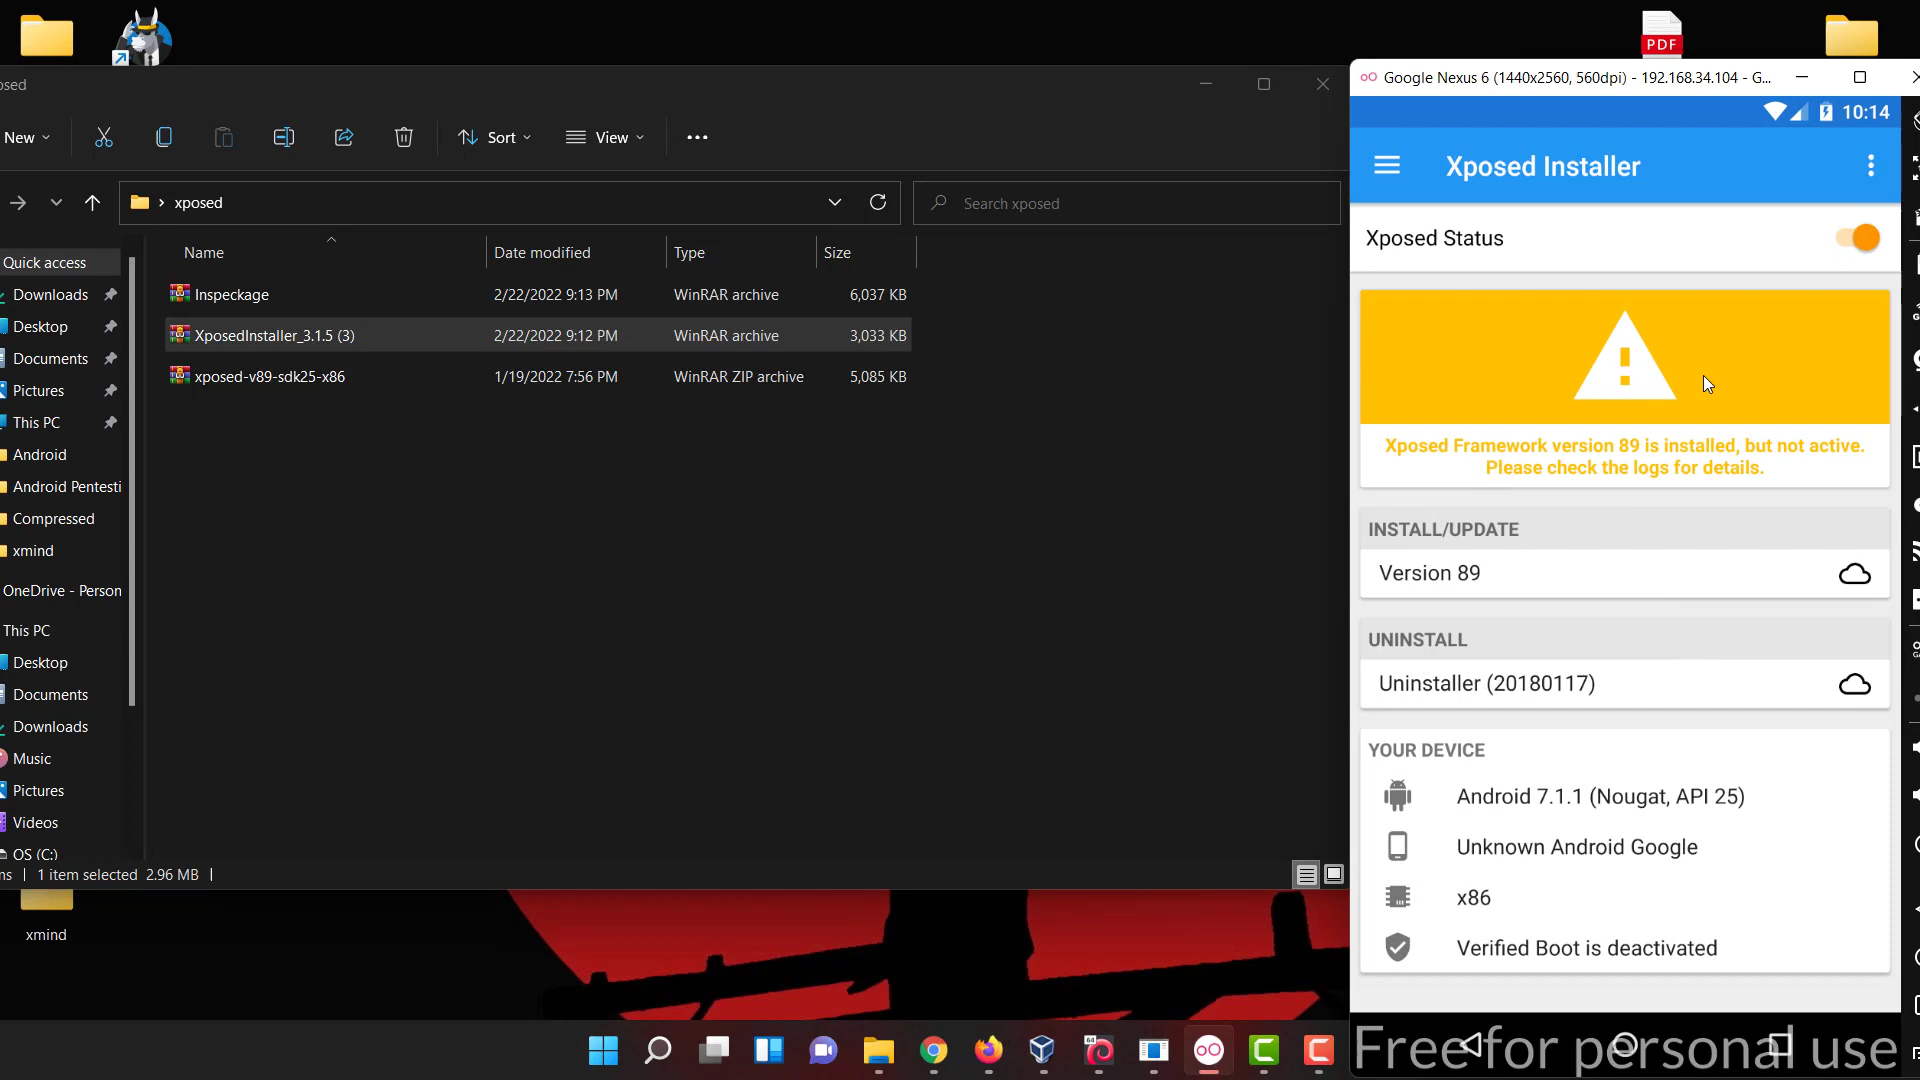 PDF
osed
New
Sort
View
xposed
Search xposed
Name
Date modified
Type
Size
Quick access
Downloads
Desktop
Documents
Pictures
This PC
Android
Android Pentesti
Compressed
xmind
OneDrive - Person
This PC
Desktop
Documents
Downloads
Music
Pictures
Videos
OS (C:)
Inspeckage 2/22/2022 9:13 PM WinRAR archive 6,037 KB
XposedInstaller_3.1.5 (3) 2/22/2022 9:12 PM WinRAR archive 3,033 KB
xposed-v89-sdk25-x86 1/19/2022 7:56 PM WinRAR ZIP archive 5,085 KB
ms 1 item selected 2.96 MB
xmind
Google Nexus 6 (1440x2560, 560dpi) - 192.168.34.104 - G...
10:14
Xposed Installer
Xposed Status
Xposed Framework version 89 is installed, but not active.
Please check the logs for details.
INSTALL/UPDATE
Version 89
UNINSTALL
Uninstaller (20180117)
YOUR DEVICE
Android 7.1.1 (Nougat, API 25)
Unknown Android Google
x86
Verified Boot is deactivated
Free for personal use
64